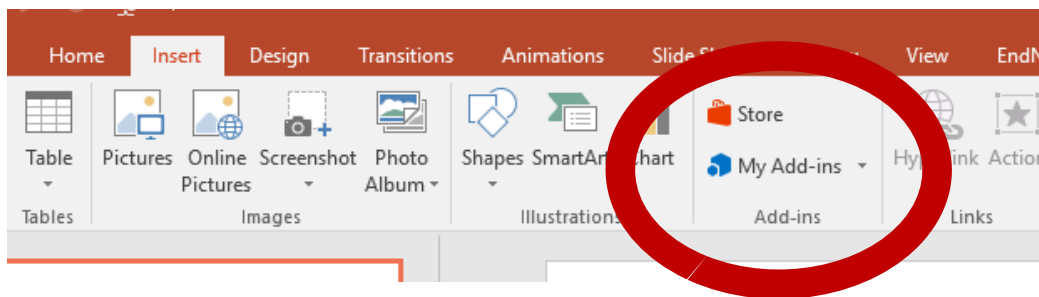 Home Insert Design Transitions Animations Slide View
Store
Table Pictures Online Screenshot Photo Shapes SmartArt Chart My Add-ins
Pictures Album
Tables Images Illustrations Add-ins Links